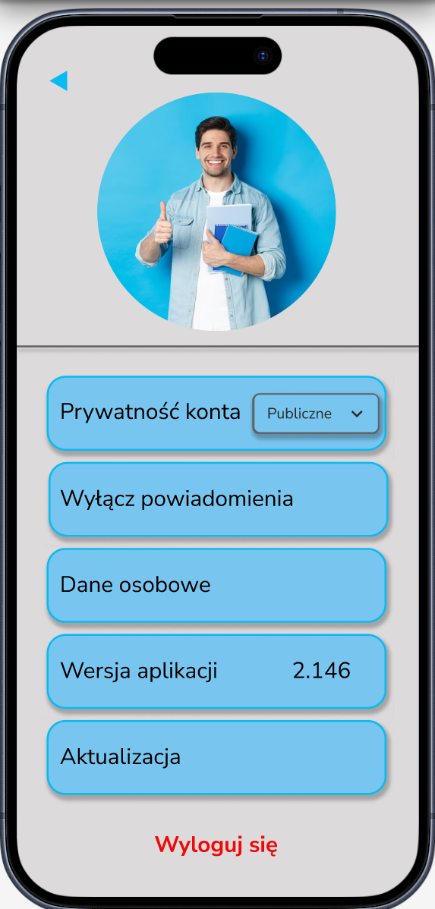 Prywatność konta Publiczne
Wyłącz powiadomienia
Dane osobowe
Wersja aplikacji 2.146
Aktualizacja
Wyloguj się